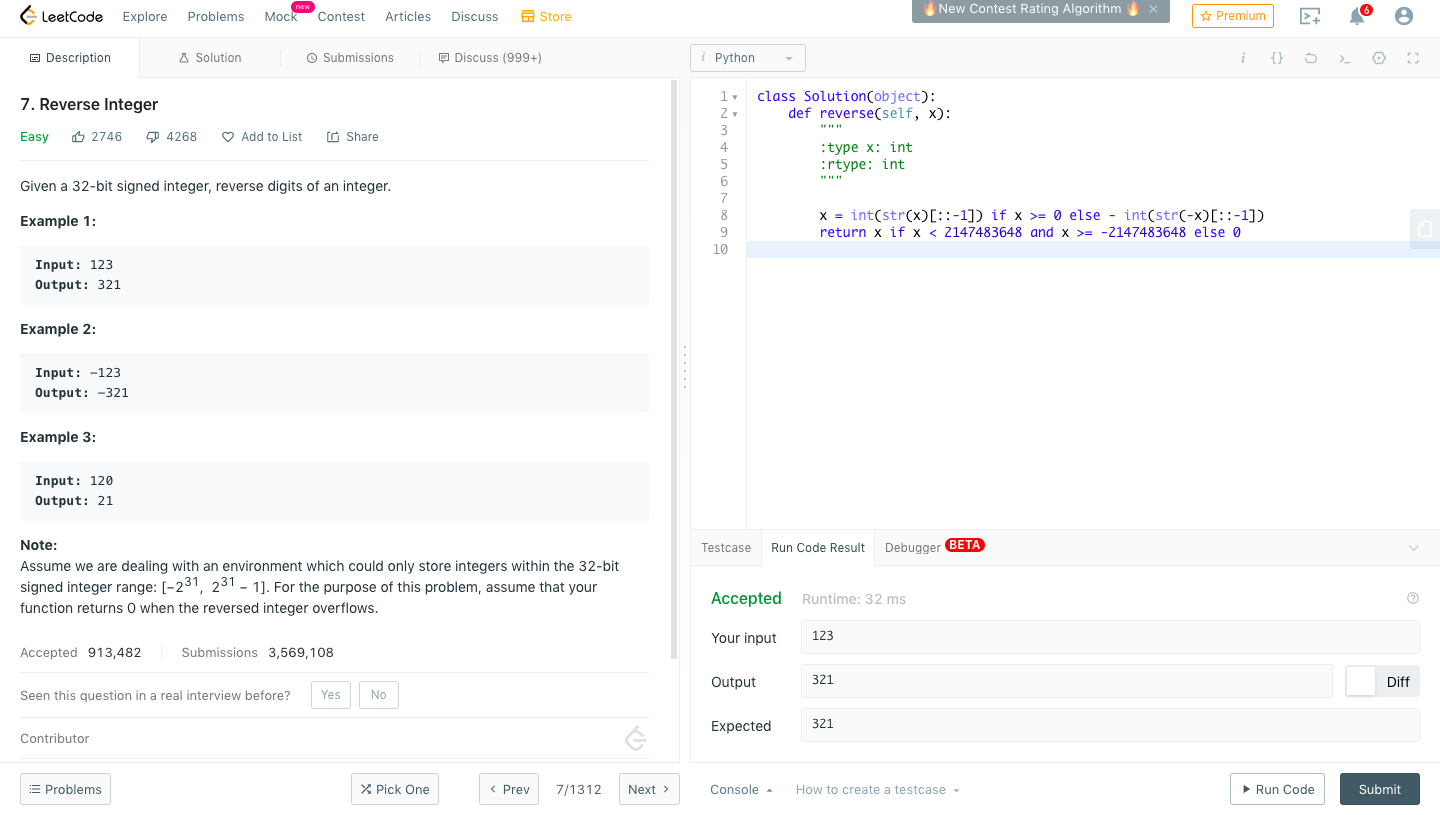 LeetCode Explore Problems Mock new Contest Articles Discuss Store 🔥New Contest Rating Algorithm 🔥 × Premium 6
Description Solution Submissions Discuss (999+)
7. Reverse Integer
Easy 2746 4268 Add to List Share
Given a 32-bit signed integer, reverse digits of an integer.
Example 1:
Input: 123
Output: 321
Example 2:
Input: -123
Output: -321
Example 3:
Input: 120
Output: 21
Note:
Assume we are dealing with an environment which could only store integers within the 32-bit
signed integer range: [−2³¹, 2³¹ − 1]. For the purpose of this problem, assume that your
function returns 0 when the reversed integer overflows.
Accepted 913,482 Submissions 3,569,108
Seen this question in a real interview before? Yes No
Contributor
Problems Pick One Prev 7/1312 Next
i Python i {}
1 class Solution(object):
2     def reverse(self, x):
3         """
4         :type x: int
5         :rtype: int
6         """
7
8         x = int(str(x)[::-1]) if x >= 0 else - int(str(-x)[::-1])
9         return x if x < 2147483648 and x >= -2147483648 else 0
10
Testcase Run Code Result Debugger BETA
Accepted Runtime: 32 ms
Your input 123
Output 321 Diff
Expected 321
Console How to create a testcase Run Code Submit